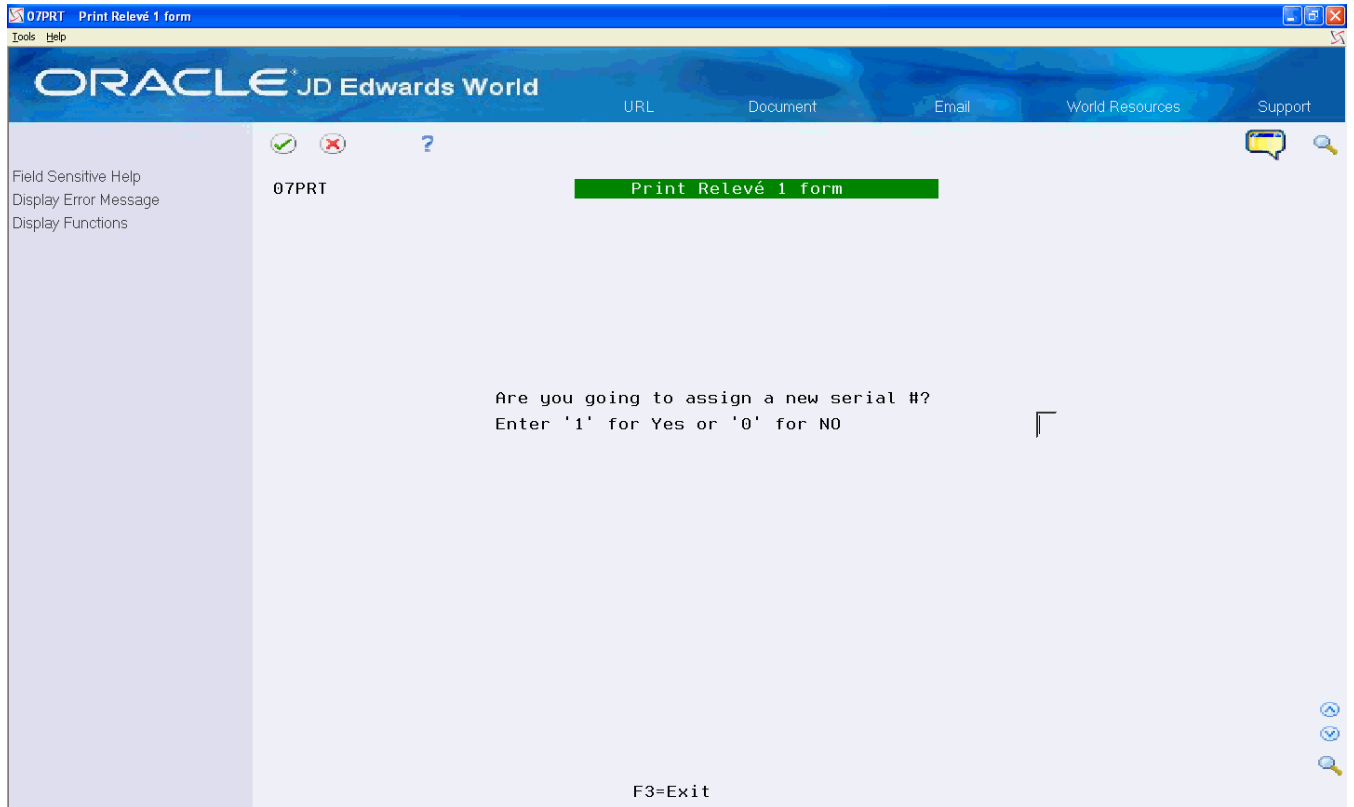 07PRT Print Relevé 1 form
Tools Help
ORACLE JD Edwards World
URL Document Email World Resources Support
?
Field Sensitive Help
Display Error Message
Display Functions
07PRT Print Relevé 1 form
Are you going to assign a new serial #?
Enter '1' for Yes or '0' for NO
F3=Exit